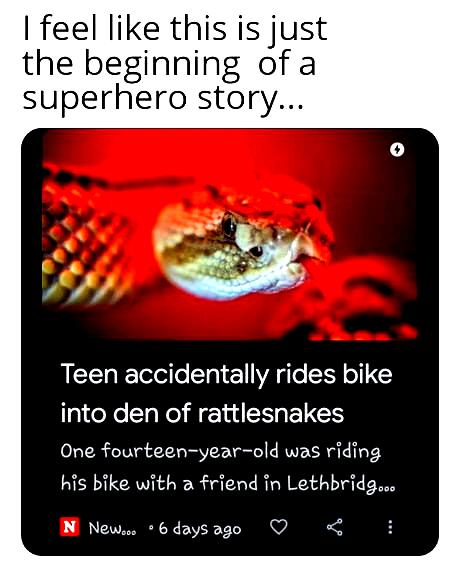 I feel like this is just
the beginning of a
superhero story...
Teen accidentally rides bike
into den of rattlesnakes
One fourteen-year-old was riding
his bike with a friend in Lethbridg...
N New... • 6 days ago